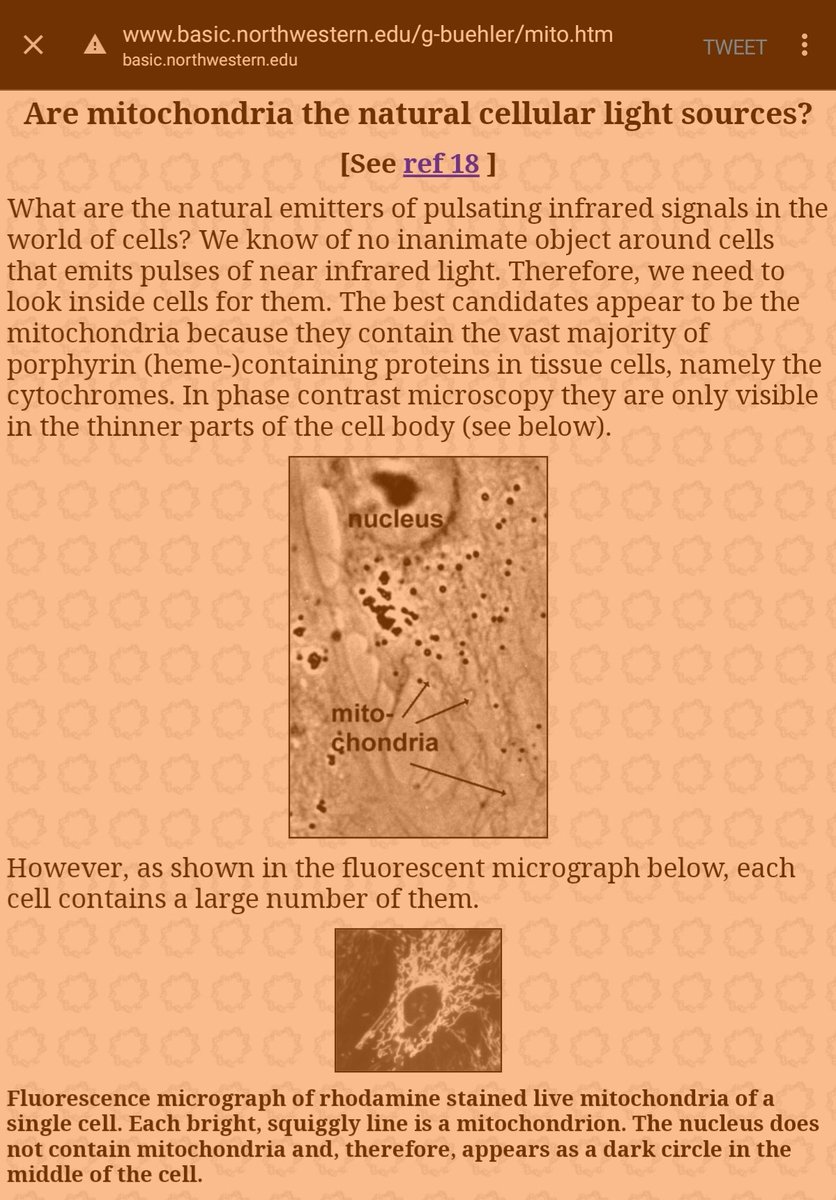 www.basic.northwestern.edu/g-buehler/mito.htm
basic.northwestern.edu
TWEET
Are mitochondria the natural cellular light sources?
[See ref 18 ]
What are the natural emitters of pulsating infrared signals in the
world of cells? We know of no inanimate object around cells
that emits pulses of near infrared light. Therefore, we need to
look inside cells for them. The best candidates appear to be the
mitochondria because they contain the vast majority of
porphyrin (heme-)containing proteins in tissue cells, namely the
cytochromes. In phase contrast microscopy they are only visible
in the thinner parts of the cell body (see below).
nucleus
mito-
chondria
However, as shown in the fluorescent micrograph below, each
cell contains a large number of them.
Fluorescence micrograph of rhodamine stained live mitochondria of a
single cell. Each bright, squiggly line is a mitochondrion. The nucleus does
not contain mitochondria and, therefore, appears as a dark circle in the
middle of the cell.